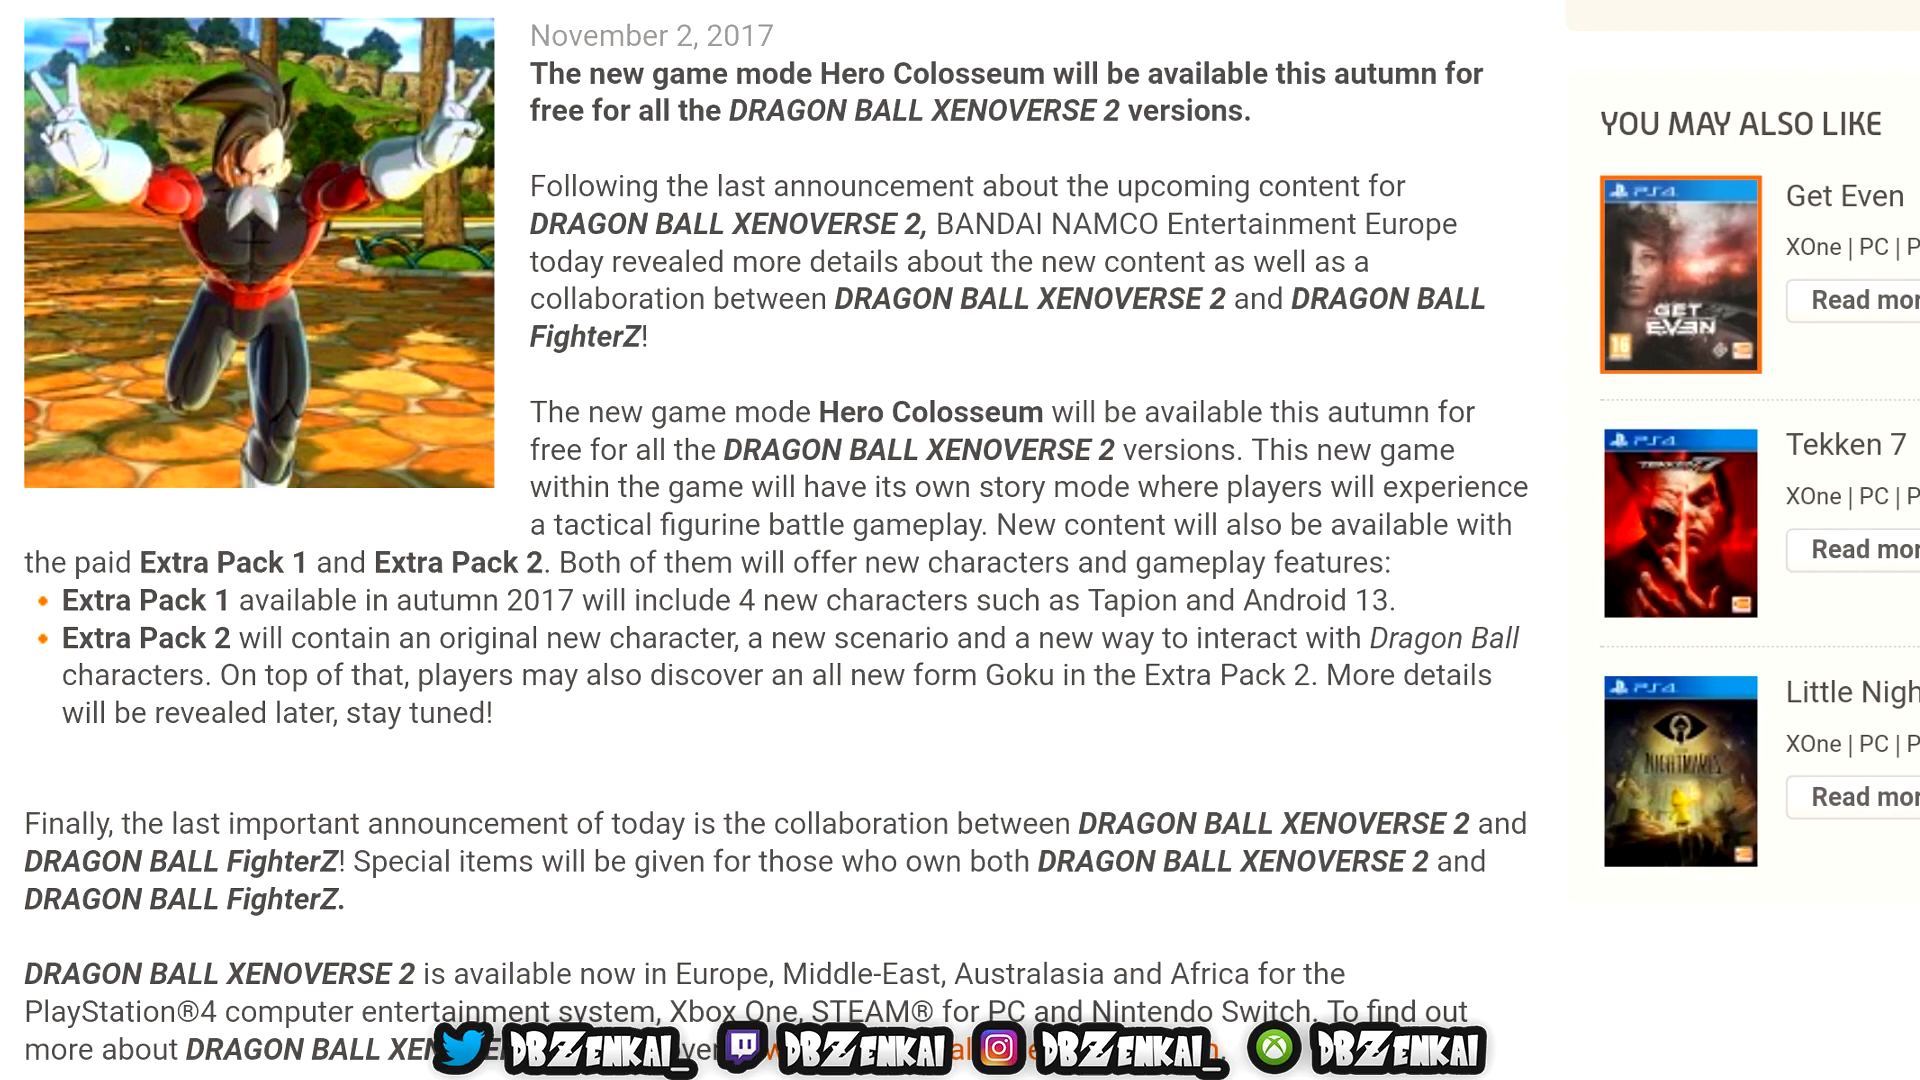 November 2, 2017
The new game mode Hero Colosseum will be available this autumn for
free for all the DRAGON BALL XENOVERSE 2 versions.
Following the last announcement about the upcoming content for
DRAGON BALL XENOVERSE 2, BANDAI NAMCO Entertainment Europe
today revealed more details about the new content as well as a
collaboration between DRAGON BALL XENOVERSE 2 and DRAGON BALL
FighterZ!
The new game mode Hero Colosseum will be available this autumn for
free for all the DRAGON BALL XENOVERSE 2 versions. This new game
within the game will have its own story mode where players will experience
a tactical figurine battle gameplay. New content will also be available with
the paid Extra Pack 1 and Extra Pack 2. Both of them will offer new characters and gameplay features:
Extra Pack 1 available in autumn 2017 will include 4 new characters such as Tapion and Android 13.
Extra Pack 2 will contain an original new character, a new scenario and a new way to interact with Dragon Ball
characters. On top of that, players may also discover an all new form Goku in the Extra Pack 2. More details
will be revealed later, stay tuned!
Finally, the last important announcement of today is the collaboration between DRAGON BALL XENOVERSE 2 and
DRAGON BALL FighterZ! Special items will be given for those who own both DRAGON BALL XENOVERSE 2 and
DRAGON BALL FighterZ.
DRAGON BALL XENOVERSE 2 is available now in Europe, Middle-East, Australasia and Africa for the
PlayStation®4 computer entertainment system, Xbox One, STEAM® for PC and Nintendo Switch. To find out
more about DRAGON BALL
DBZENKAI_ DBZENKAI DBZENKAI_ DBZENKAI
YOU MAY ALSO LIKE
PS4
GET EVEN
16
Get Even
XOne | PC | P
Read mor
PS4
TEKKEN 7
Tekken 7
XOne | PC | P
Read mor
PS4
NIGHTMARES
Little Nigh
XOne | PC | P
Read mor